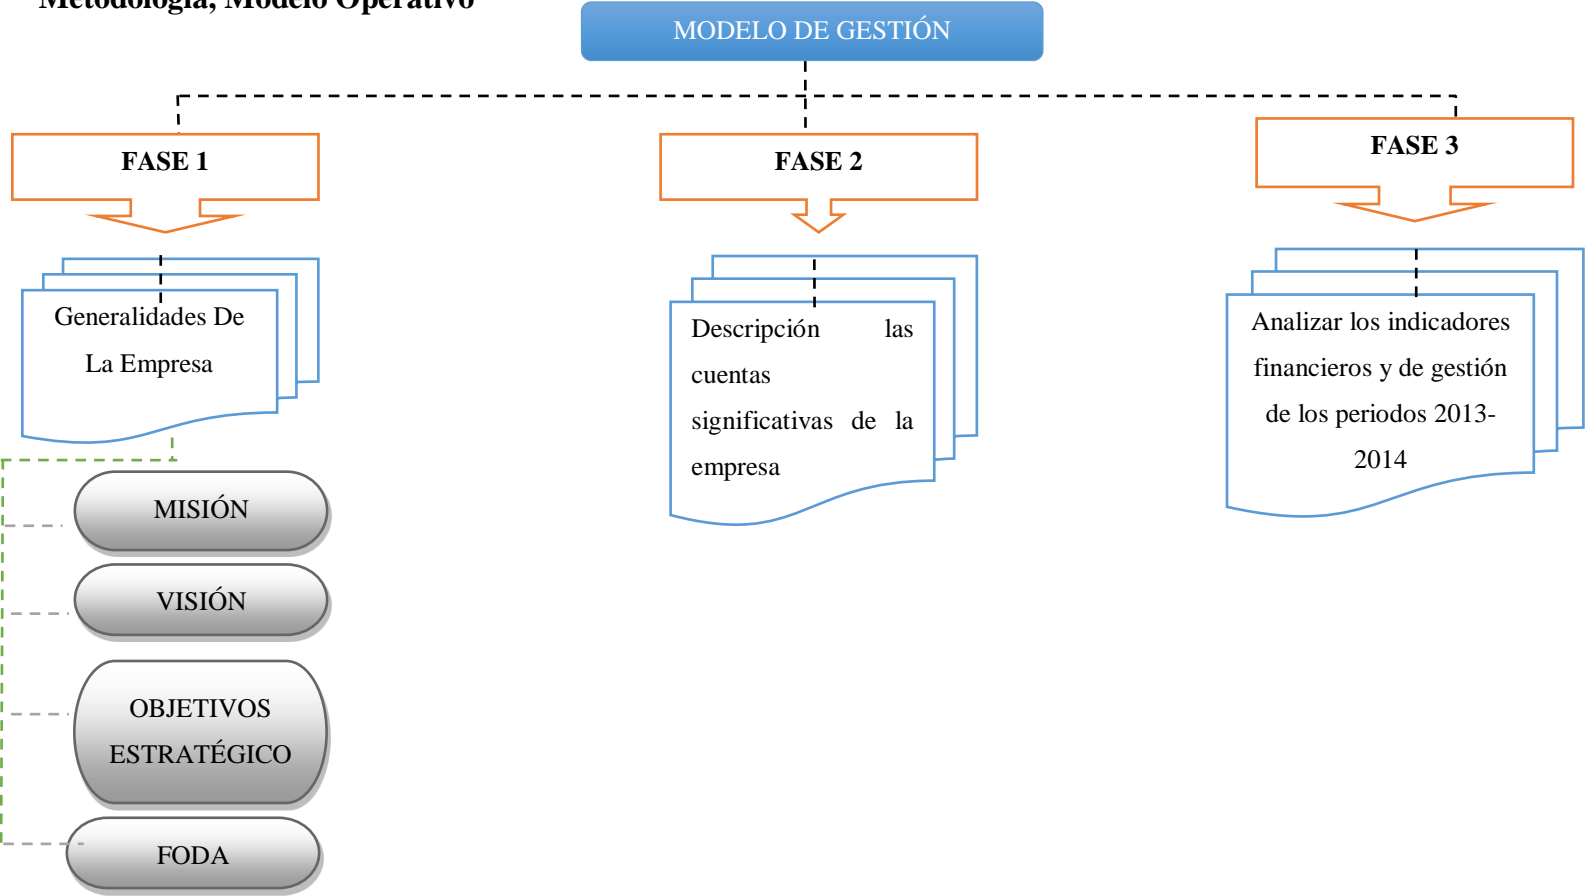 Metodología, Modelo Operativo
MODELO DE GESTIÓN
FASE 1
FASE 2
FASE 3
Generalidades De
La Empresa
Descripción las
cuentas
significativas de la
empresa
Analizar los indicadores
financieros y de gestión
de los periodos 2013-
2014
MISIÓN
VISIÓN
OBJETIVOS
ESTRATÉGICO
FODA